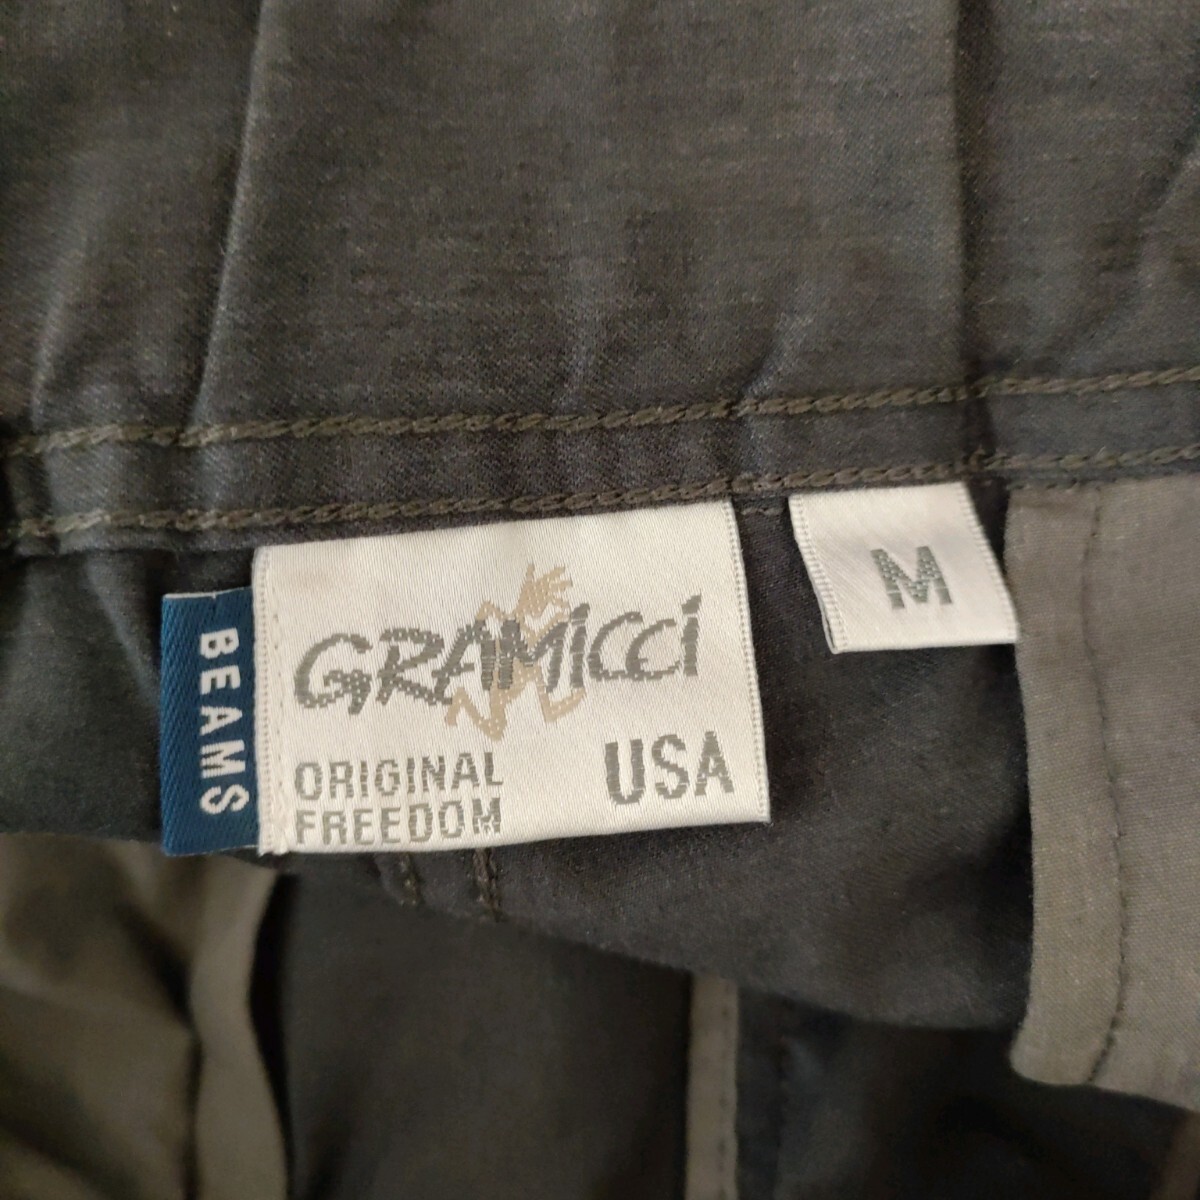 BEAMS
GRAMICCI
ORIGINAL
FREEDOM
USA
M